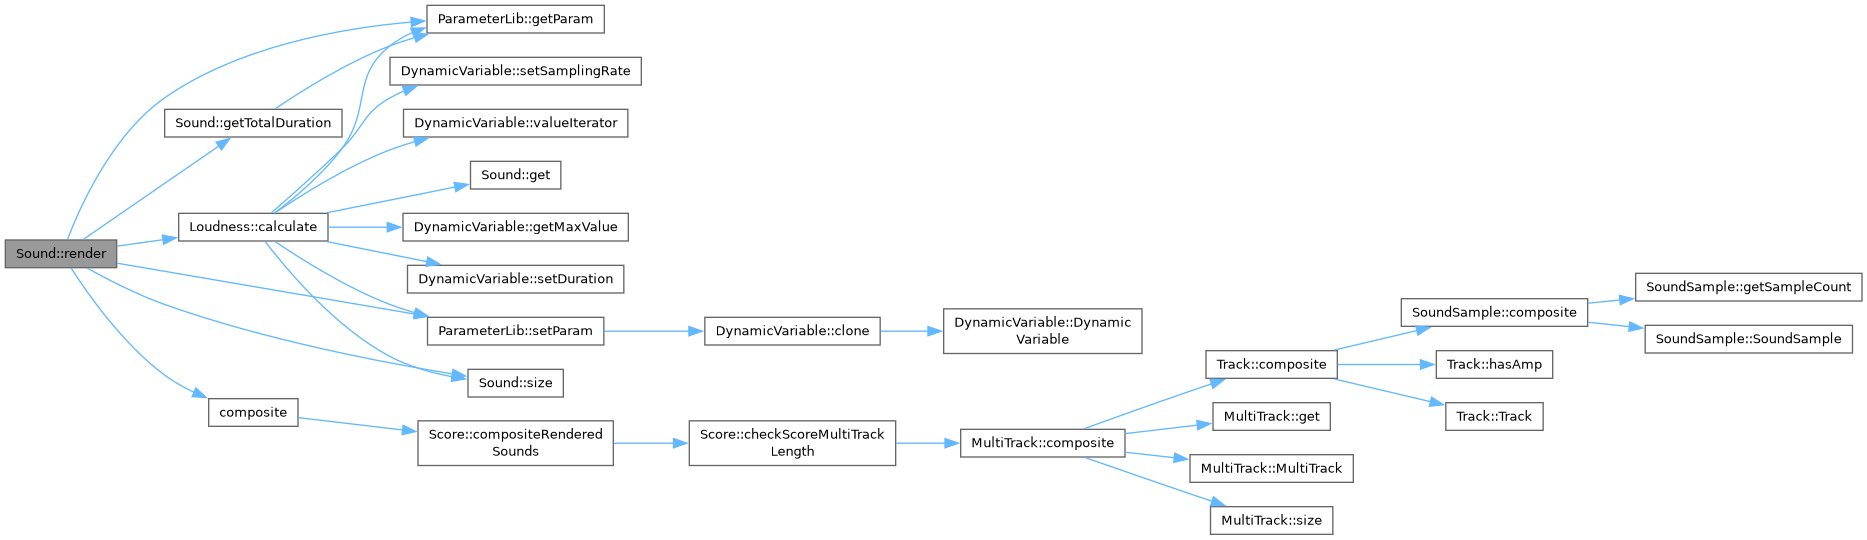 ParameterLib::getParam
DynamicVariable::setSamplingRate
Sound::getTotalDuration
DynamicVariable::valueIterator
Sound::get
Loudness::calculate
DynamicVariable::getMaxValue
Sound::render
DynamicVariable::setDuration
SoundSample::getSampleCount
SoundSample::composite
ParameterLib::setParam
DynamicVariable::clone
DynamicVariable::Dynamic
Variable
SoundSample::SoundSample
Track::composite
Track::hasAmp
Sound::size
composite
MultiTrack::get
Track::Track
Score::compositeRendered
Sounds
Score::checkScoreMultiTrack
Length
MultiTrack::composite
MultiTrack::MultiTrack
MultiTrack::size